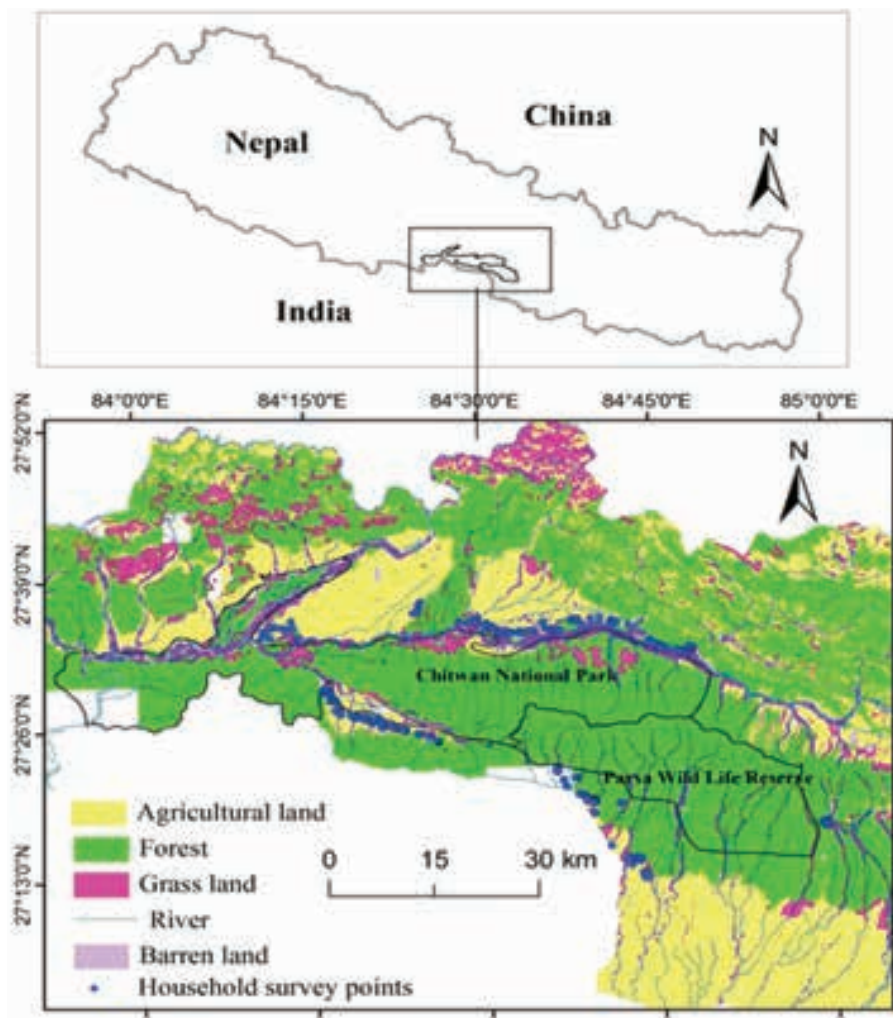 China
N
Nepal
India
84°0'0"E 84°15'0"E 84°30'0"E 84°45'0"E 85°0'0"E
27°52'0"N
N
27°39'0"N
Chitwan National Park
27°26'0"N
Parsa Wild Life Reserve
Agricultural land
Forest
0 15 30 km
Grass land
27°13'0"N
River
Barren land
Household survey points